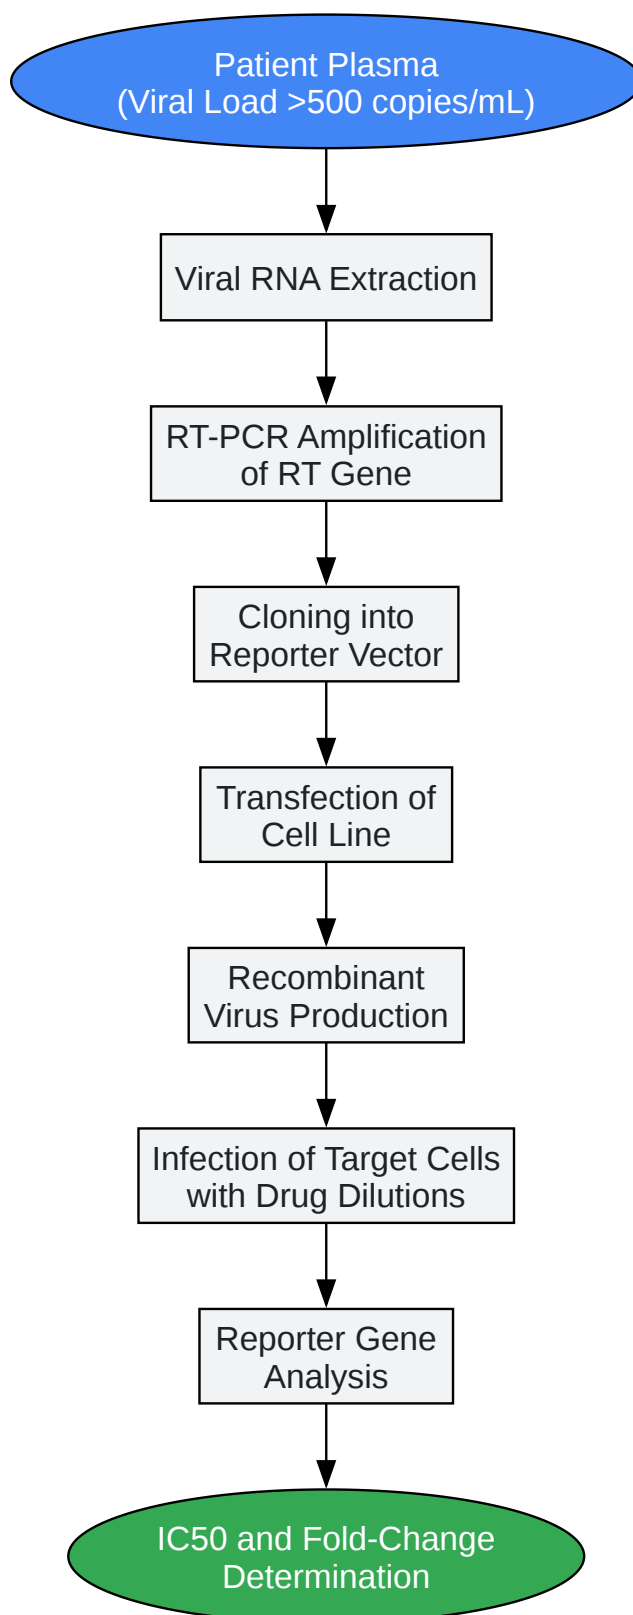 Patient Plasma
(Viral Load >500 copies/mL)
Viral RNA Extraction
RT-PCR Amplification
of RT Gene
Cloning into
Reporter Vector
Transfection of
Cell Line
Recombinant
Virus Production
Infection of Target Cells
with Drug Dilutions
Reporter Gene
Analysis
IC50 and Fold-Change
Determination